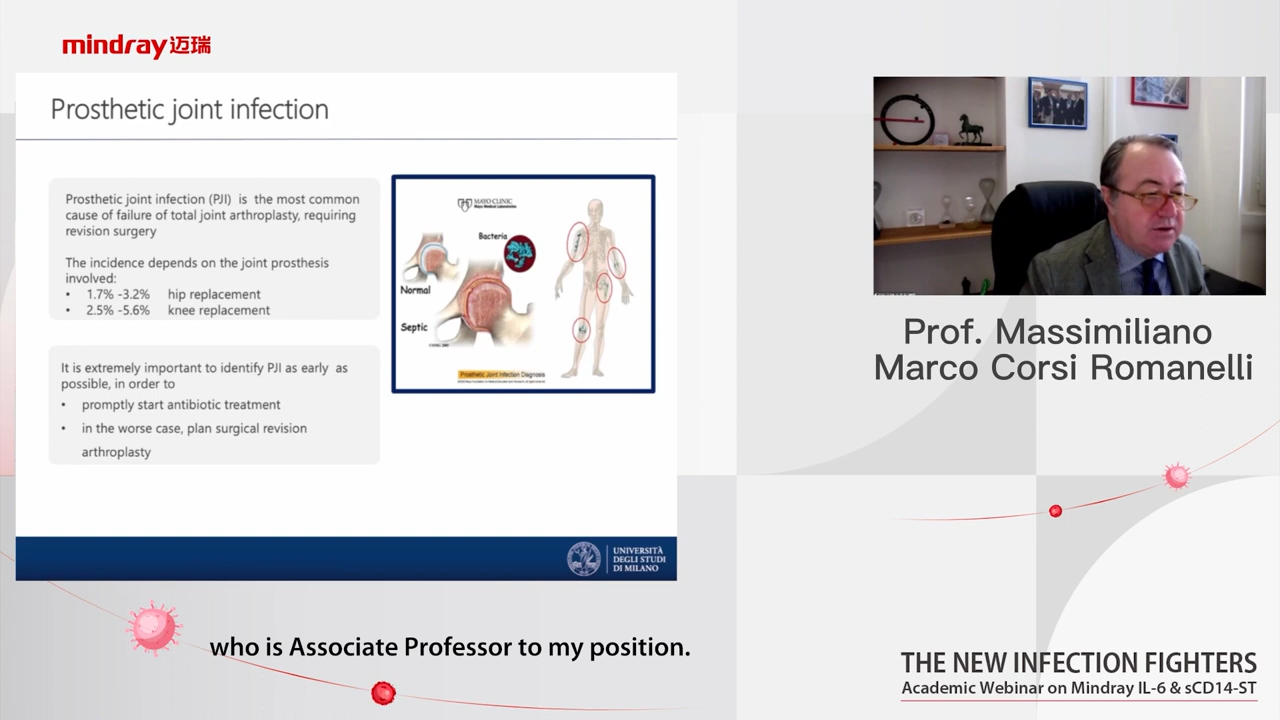 mindray迈瑞
Prosthetic joint infection
Prosthetic joint infection (PJI) is the most common
cause of failure of total joint arthroplasty, requiring
revision surgery
The incidence depends on the joint prosthesis
involved:
• 1.7% -3.2% hip replacement
• 2.5% -5.6% knee replacement
It is extremely important to identify PJI as early as
possible, in order to
• promptly start antibiotic treatment
• in the worse case, plan surgical revision
arthroplasty
MAYO CLINIC
Mayo Medical Laboratories
Bacteria
Normal
Septic
Prosthetic Joint Infection Diagnosis
UNIVERSITÀ
DEGLI STUDI
DI MILANO
Prof. Massimiliano
Marco Corsi Romanelli
who is Associate Professor to my position.
THE NEW INFECTION FIGHTERS
Academic Webinar on Mindray IL-6 & sCD14-ST